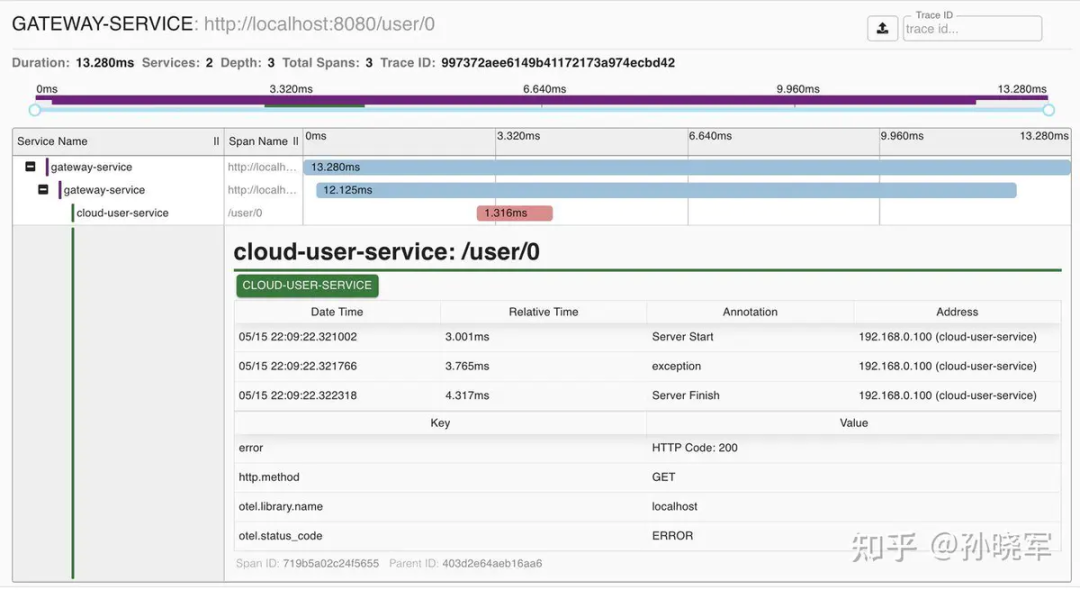 GATEWAY-SERVICE: http://localhost:8080/user/0
Trace ID
trace id...
Duration: 13.280ms Services: 2 Depth: 3 Total Spans: 3 Trace ID: 997372aee6149b41172173a974ecbd42
0ms 3.320ms 6.640ms 9.960ms 13.280ms
Service Name Span Name 0ms 3.320ms 6.640ms 9.960ms 13.280ms
gateway-service http://localh... 13.280ms
gateway-service http://localh... 12.125ms
cloud-user-service /user/0 1.316ms
cloud-user-service: /user/0
CLOUD-USER-SERVICE
Date Time Relative Time Annotation Address
05/15 22:09:22.321002 3.001ms Server Start 192.168.0.100 (cloud-user-service)
05/15 22:09:22.321766 3.765ms exception 192.168.0.100 (cloud-user-service)
05/15 22:09:22.322318 4.317ms Server Finish 192.168.0.100 (cloud-user-service)
Key Value
error HTTP Code: 200
http.method GET
otel.library.name localhost
otel.status_code ERROR
Span ID: 719b5a02c24f5655 Parent ID: 403d2e64aeb16aa6
知乎 @孙晓军